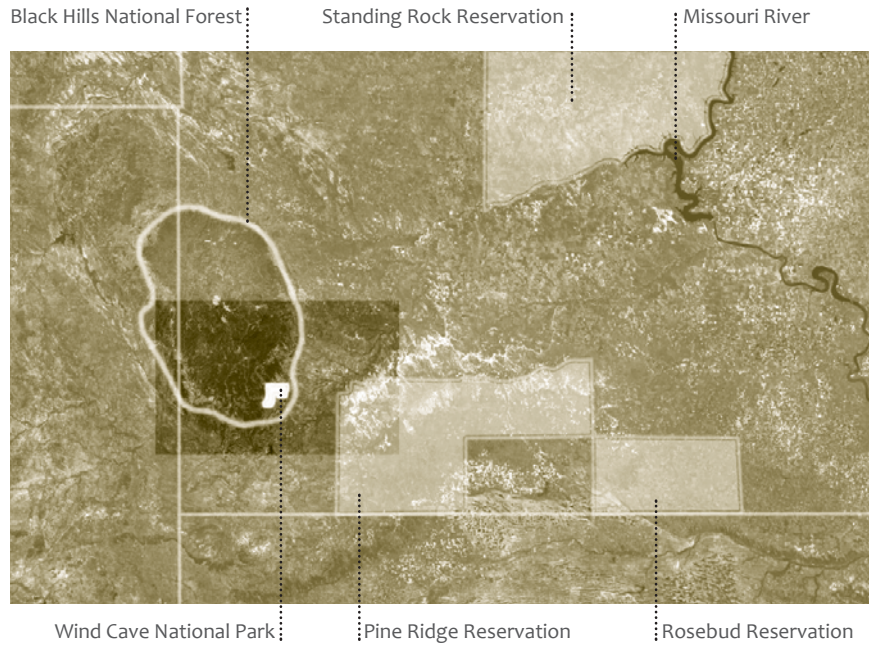 Black Hills National Forest
Standing Rock Reservation
Missouri River
Wind Cave National Park
Pine Ridge Reservation
Rosebud Reservation